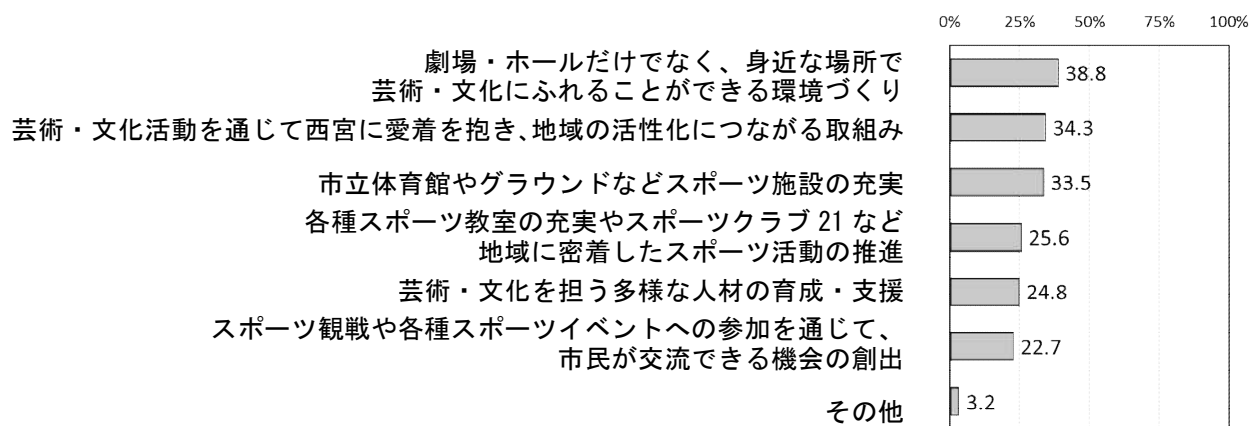 0% 25% 50% 75% 100%
劇場・ホールだけでなく、身近な場所で
芸術・文化にふれることができる環境づくり
38.8
芸術・文化活動を通じて西宮に愛着を抱き、地域の活性化につながる取組み
34.3
市立体育館やグラウンドなどスポーツ施設の充実
33.5
各種スポーツ教室の充実やスポーツクラブ 21 など
地域に密着したスポーツ活動の推進
25.6
芸術・文化を担う多様な人材の育成・支援
24.8
スポーツ観戦や各種スポーツイベントへの参加を通じて、
市民が交流できる機会の創出
22.7
その他
3.2